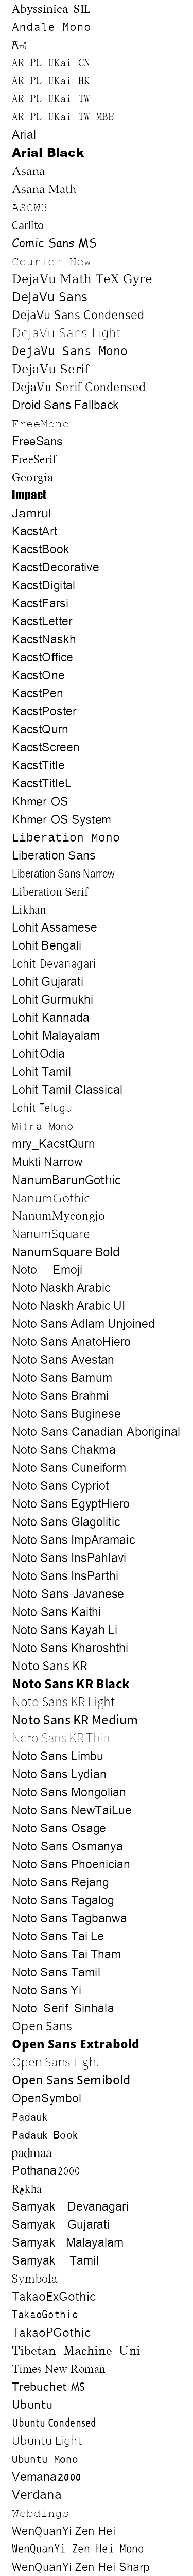 Abyssinica SIL
Andale Mono
AR PL UKai CN
AR PL UKai HK
AR PL UKai TW
AR PL UKai TW MBE
Arial
Arial Black
Asana
Asana Math
ASCW3
Carlito
Comic Sans MS
Courier New
DejaVu Math TeX Gyre
DejaVu Sans
DejaVu Sans Condensed
DejaVu Sans Light
DejaVu Sans Mono
DejaVu Serif
DejaVu Serif Condensed
Droid Sans Fallback
FreeMono
FreeSans
FreeSerif
Georgia
Impact
Jamrul
KacstArt
KacstBook
KacstDecorative
KacstDigital
KacstFarsi
KacstLetter
KacstNaskh
KacstOffice
KacstOne
KacstPen
KacstPoster
KacstQurn
KacstScreen
KacstTitle
KacstTitleL
Khmer OS
Khmer OS System
Liberation Mono
Liberation Sans
Liberation Sans Narrow
Liberation Serif
Likhan
Lohit Assamese
Lohit Bengali
Lohit Devanagari
Lohit Gujarati
Lohit Gurmukhi
Lohit Kannada
Lohit Malayalam
Lohit Odia
Lohit Tamil
Lohit Tamil Classical
Lohit Telugu
Mitra Mono
mry_KacstQurn
Mukti Narrow
NanumBarunGothic
NanumGothic
NanumMyeongjo
NanumSquare
NanumSquare Bold
Noto Emoji
Noto Naskh Arabic
Noto Naskh Arabic UI
Noto Sans Adlam Unjoined
Noto Sans AnatoHiero
Noto Sans Avestan
Noto Sans Bamum
Noto Sans Brahmi
Noto Sans Buginese
Noto Sans Canadian Aboriginal
Noto Sans Chakma
Noto Sans Cuneiform
Noto Sans Cypriot
Noto Sans EgyptHiero
Noto Sans Glagolitic
Noto Sans ImpAramaic
Noto Sans InsPahlavi
Noto Sans InsParthi
Noto Sans Javanese
Noto Sans Kaithi
Noto Sans Kayah Li
Noto Sans Kharoshthi
Noto Sans KR
Noto Sans KR Black
Noto Sans KR Light
Noto Sans KR Medium
Noto Sans KR Thin
Noto Sans Limbu
Noto Sans Lydian
Noto Sans Mongolian
Noto Sans NewTaiLue
Noto Sans Osage
Noto Sans Osmanya
Noto Sans Phoenician
Noto Sans Rejang
Noto Sans Tagalog
Noto Sans Tagbanwa
Noto Sans Tai Le
Noto Sans Tai Tham
Noto Sans Tamil
Noto Sans Yi
Noto Serif Sinhala
Open Sans
Open Sans Extrabold
Open Sans Light
Open Sans Semibold
OpenSymbol
Padauk
Padauk Book
padmaa
Pothana2000
Samyak Devanagari
Samyak Gujarati
Samyak Malayalam
Samyak Tamil
Symbola
TakaoExGothic
TakaoGothic
TakaoPGothic
Tibetan Machine Uni
Times New Roman
Trebuchet MS
Ubuntu
Ubuntu Condensed
Ubuntu Light
Ubuntu Mono
Vemana2000
Verdana
Webdings
WenQuanYi Zen Hei
WenQuanYi Zen Hei Mono
WenQuanYi Zen Hei Sharp